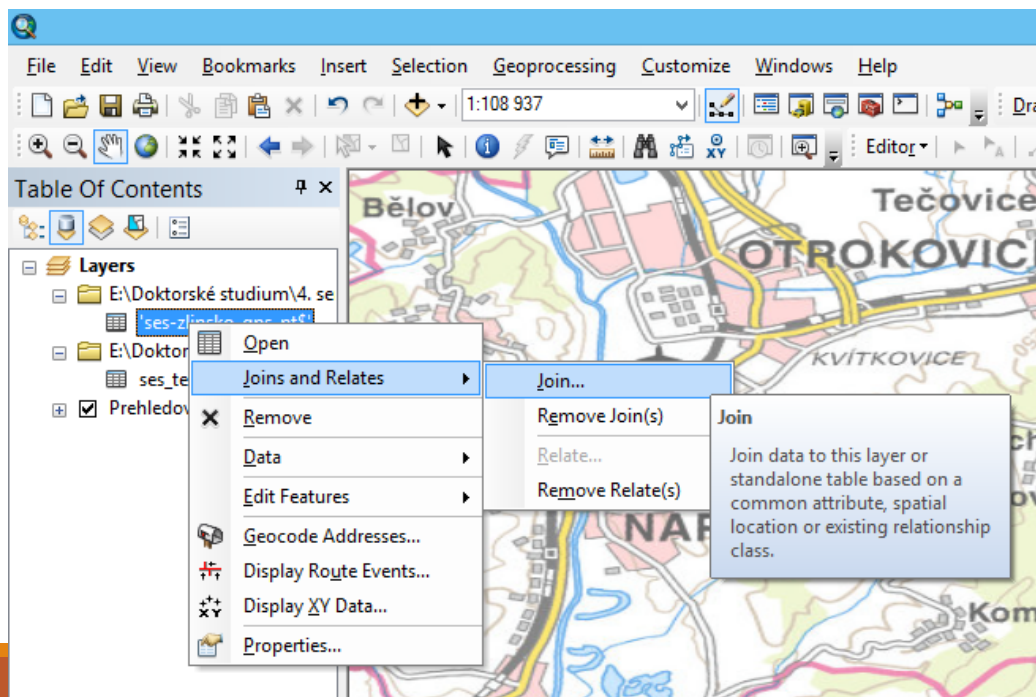 File Edit View Bookmarks Insert Selection Geoprocessing Customize Windows Help
1:108 937
Editor
Table Of Contents
Layers
E:\Doktorské studium\4. se
'ses-zlinsko_gps_pt$'
E:\Doktor
ses_te
Prehledov
Open
Joins and Relates
Remove
Data
Edit Features
Geocode Addresses...
Display Route Events...
Display XY Data...
Properties...
Join...
Remove Join(s)
Relate...
Remove Relate(s)
Join
Join data to this layer or
standalone table based on a
common attribute, spatial
location or existing relationship
class.
Bělov
Tečovice
OTROKOVIC
KVÍTKOVICE
NAP
Kom